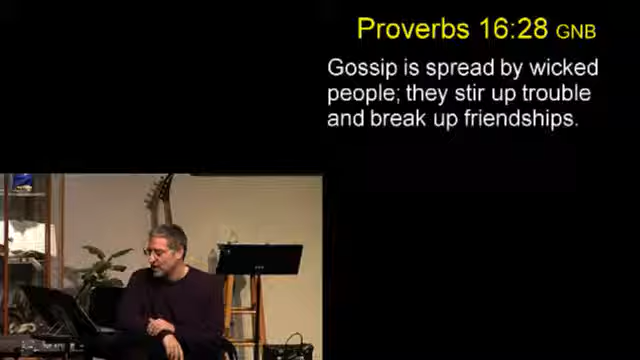 Proverbs 16:28 GNB
Gossip is spread by wicked
people; they stir up trouble
and break up friendships.